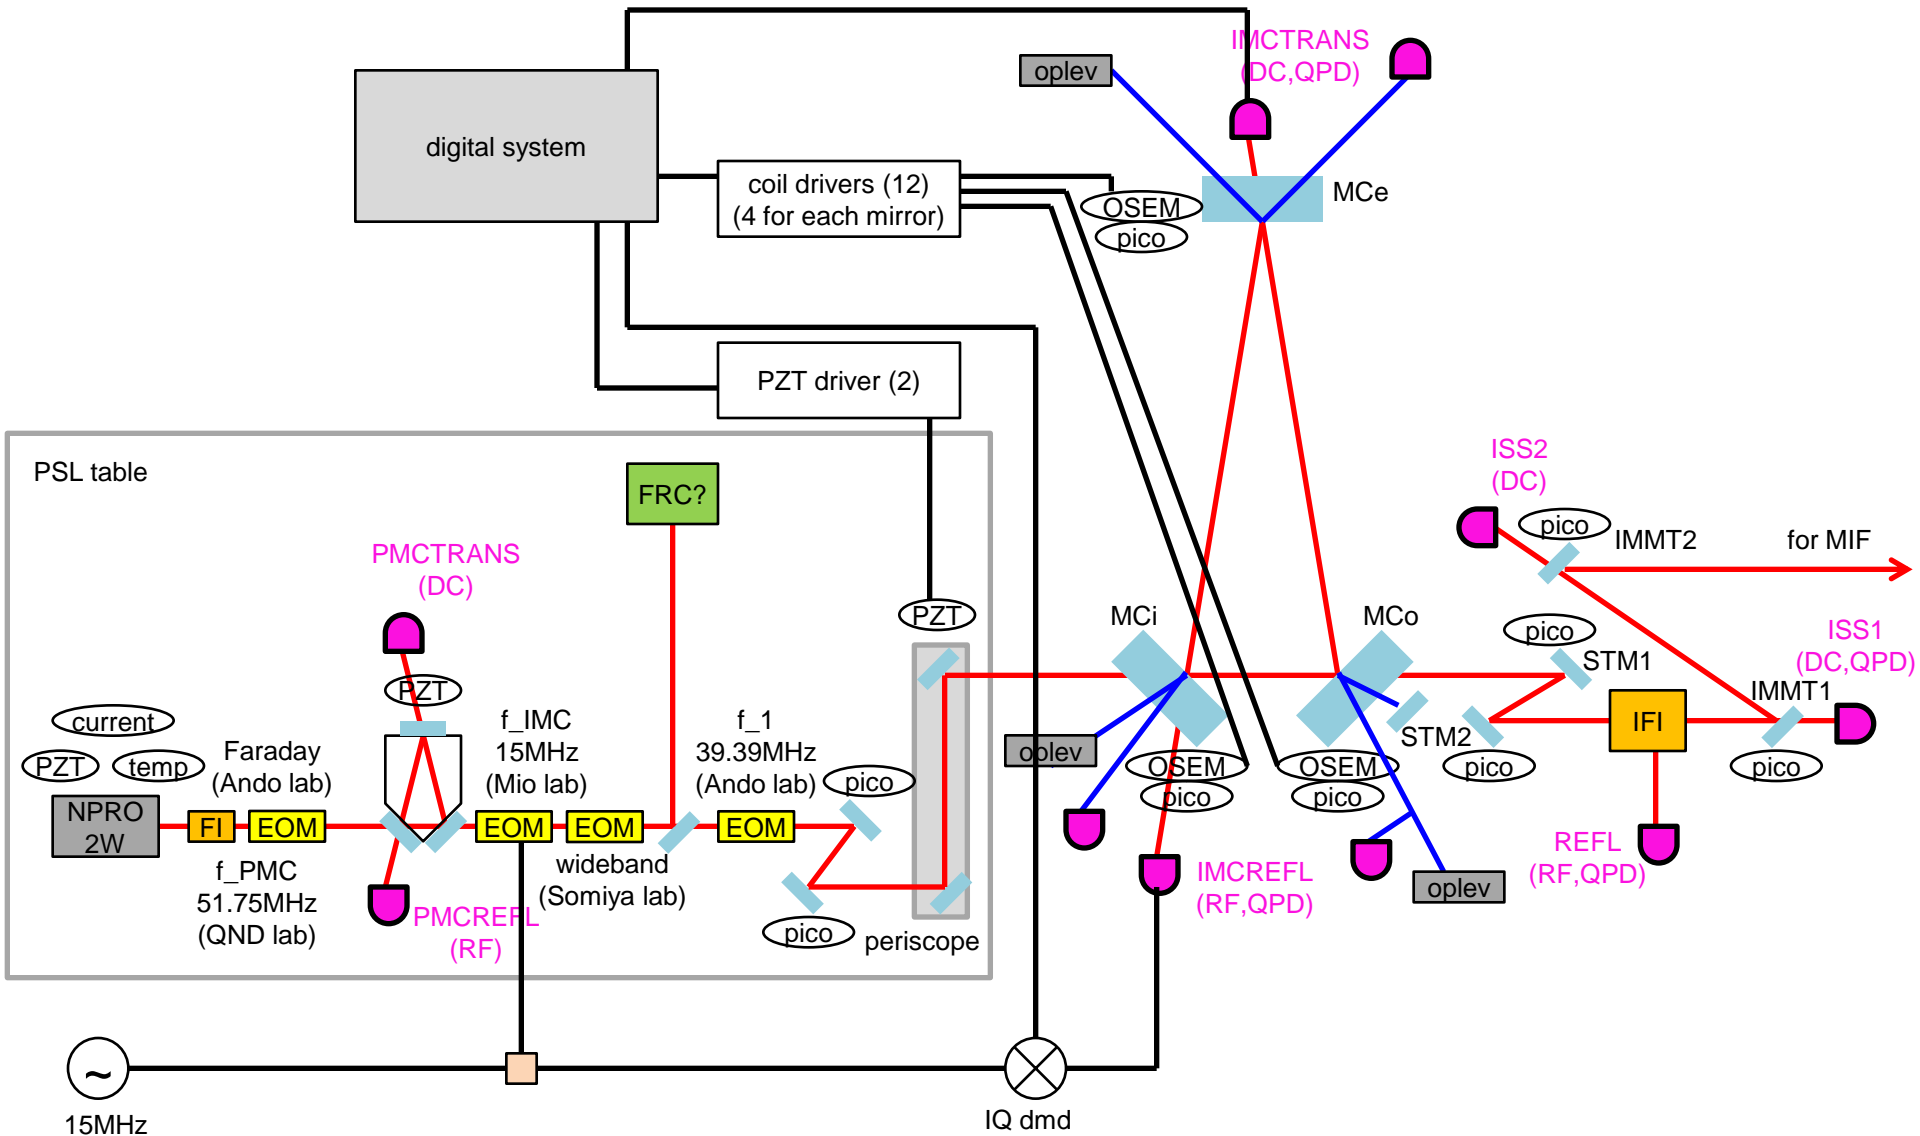 IMCTRANS
(DC,QPD)
oplev
digital system
coil drivers (12)
(4 for each mirror)
OSEM
pico
MCe
PZT driver (2)
PSL table
FRC?
PMCTRANS
(DC)
PZT
PZT
current
PZT
temp
NPRO
2W
Faraday
(Ando lab)
FI
EOM
f_PMC
51.75MHz
(QND lab)
PMCREFL
(RF)
f_IMC
15MHz
(Mio lab)
EOM
EOM
wideband
(Somiya lab)
f_1
39.39MHz
(Ando lab)
EOM
pico
pico
periscope
MCi
MCo
oplev
OSEM
pico
OSEM
pico
IMCREFL
(RF,QPD)
oplev
ISS2
(DC)
pico
IMMT2
for MIF
pico
STM1
ISS1
(DC,QPD)
IMMT1
STM2
pico
IFI
pico
REFL
(RF,QPD)
~
15MHz
IQ dmd